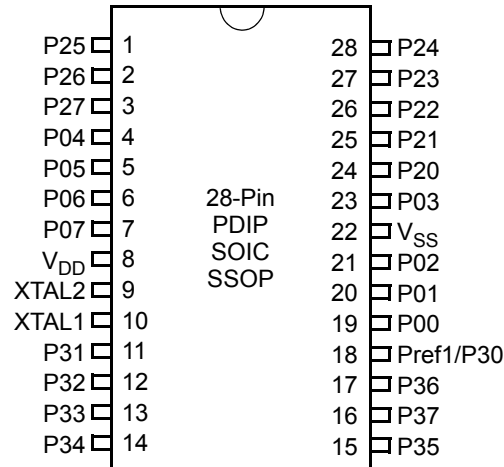 P25 1 28 P24
P26 2 27 P23
P27 3 26 P22
P04 4 25 P21
P05 5 24 P20
P06 6 28-Pin 23 P03
P07 7 PDIP 22 VSS
VDD 8 SOIC 21 P02
XTAL2 9 SSOP 20 P01
XTAL1 10 19 P00
P31 11 18 Pref1/P30
P32 12 17 P36
P33 13 16 P37
P34 14 15 P35